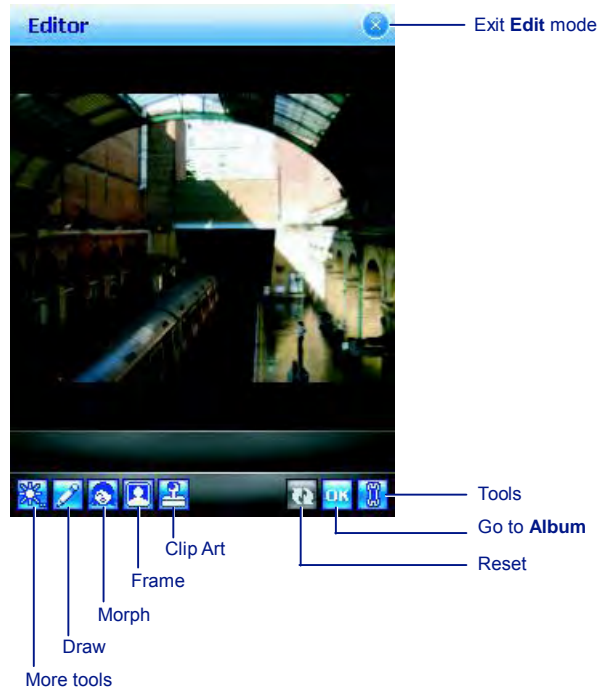 Editor
Exit Edit mode
OK
Tools
Go to Album
Reset
Clip Art
Frame
Morph
Draw
More tools